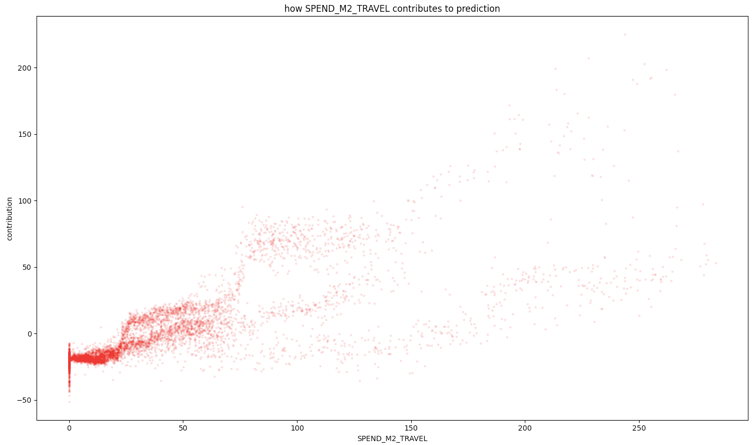 how SPEND_M2_TRAVEL contributes to prediction
200
150
100
50
0
−50
contribution
0 50 100 150 200 250
SPEND_M2_TRAVEL